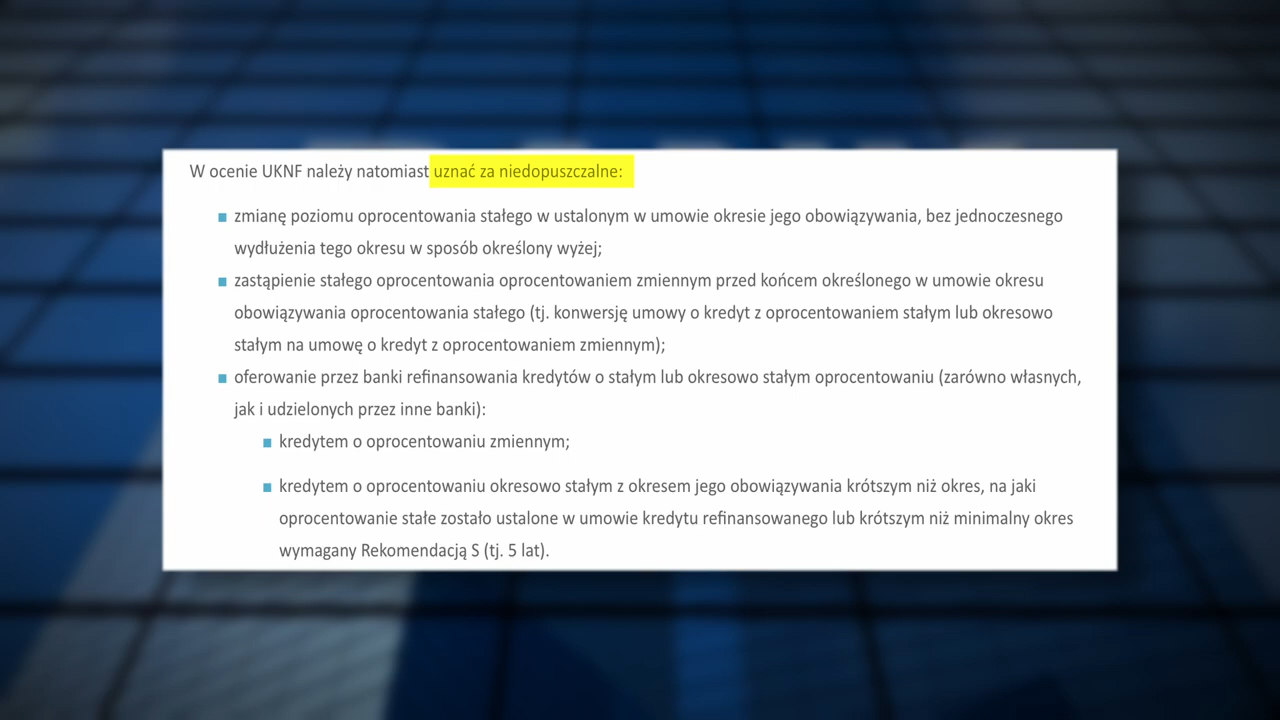 W ocenie UKNF należy natomiast uznać za niedopuszczalne:
■ zmianę poziomu oprocentowania stałego w ustalonym w umowie okresie jego obowiązywania, bez jednoczesnego
wydłużenia tego okresu w sposób określony wyżej;
■ zastąpienie stałego oprocentowania oprocentowaniem zmiennym przed końcem określonego w umowie okresu
obowiązywania oprocentowania stałego (tj. konwersję umowy o kredyt z oprocentowaniem stałym lub okresowo
stałym na umowę o kredyt z oprocentowaniem zmiennym);
■ oferowanie przez banki refinansowania kredytów o stałym lub okresowo stałym oprocentowaniu (zarówno własnych,
jak i udzielonych przez inne banki):
■ kredytem o oprocentowaniu zmiennym;
■ kredytem o oprocentowaniu okresowo stałym z okresem jego obowiązywania krótszym niż okres, na jaki
oprocentowanie stałe zostało ustalone w umowie kredytu refinansowanego lub krótszym niż minimalny okres
wymagany Rekomendacją S (tj. 5 lat).